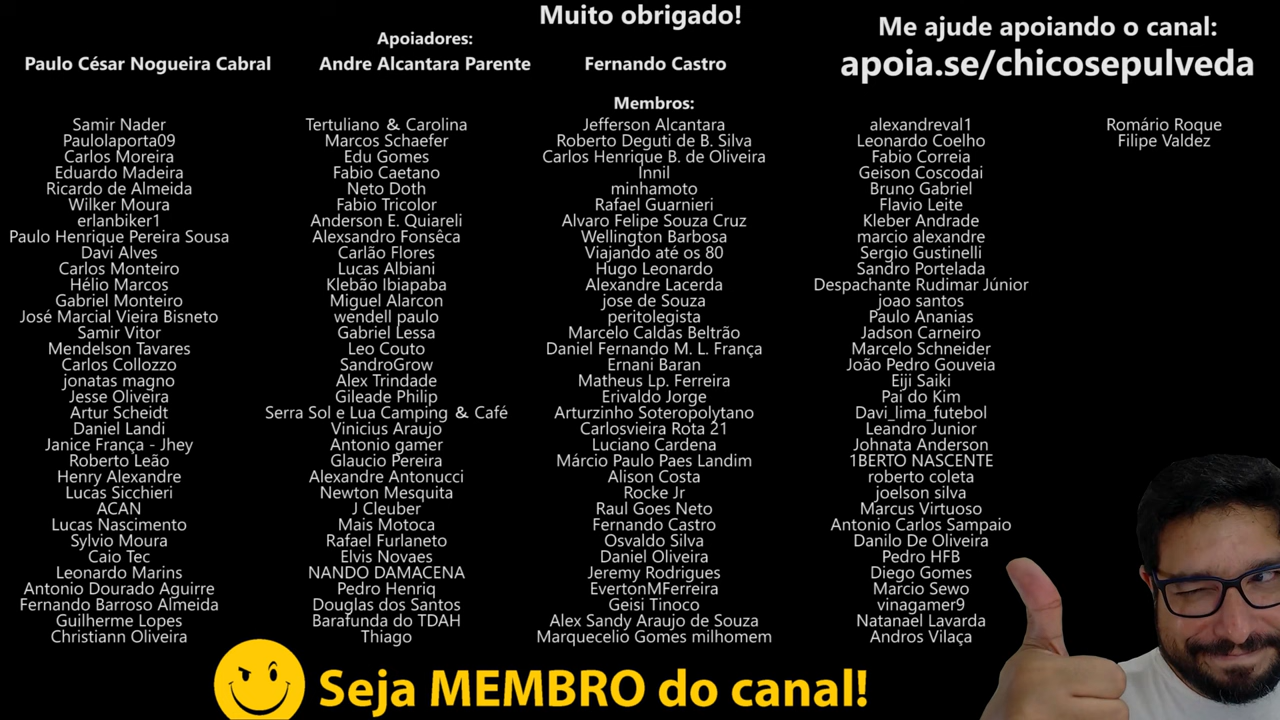 Muito obrigado!
Apoiadores:
Paulo César Nogueira Cabral
Andre Alcantara Parente
Fernando Castro
Me ajude apoiando o canal:
apoia.se/chicosepulveda
Membros:
Samir Nader
Paulolaporta09
Carlos Moreira
Eduardo Madeira
Ricardo de Almeida
Wilker Moura
erlanbiker1
Paulo Henrique Pereira Sousa
Davi Alves
Carlos Monteiro
Hélio Marcos
Gabriel Monteiro
José Marcial Vieira Bisneto
Samir Vitor
Mendelson Tavares
Carlos Collozzo
jonatas magno
Jesse Oliveira
Artur Scheidt
Daniel Landi
Janice França - Jhey
Roberto Leão
Henry Alexandre
Lucas Sicchieri
ACAN
Lucas Nascimento
Sylvio Moura
Caio Tec
Leonardo Marins
Antonio Dourado Aguirre
Fernando Barroso Almeida
Guilherme Lopes
Christiann Oliveira
Tertuliano & Carolina
Marcos Schaefer
Edu Gomes
Fabio Caetano
Neto Doth
Fabio Tricolor
Anderson E. Quiareli
Alexsandro Fonsêca
Carlão Flores
Lucas Albiani
Klebão Ibiapaba
Miguel Alarcon
wendell paulo
Gabriel Lessa
Leo Couto
SandroGrow
Alex Trindade
Gileade Philip
Serra Sol e Lua Camping & Café
Vinicius Araujo
Antonio gamer
Glaucio Pereira
Alexandre Antonucci
Newton Mesquita
J Cleuber
Mais Motoca
Rafael Furlaneto
Elvis Novaes
NANDO DAMACENA
Pedro Henriq
Douglas dos Santos
Barafunda do TDAH
Thiago
Jefferson Alcantara
Roberto Deguti de B. Silva
Carlos Henrique B. de Oliveira
Innil
minhamoto
Rafael Guarnieri
Alvaro Felipe Souza Cruz
Wellington Barbosa
Viajando até os 80
Hugo Leonardo
Alexandre Lacerda
jose de Souza
peritolegista
Marcelo Caldas Beltrão
Daniel Fernando M. L. França
Ernani Baran
Matheus Lp. Ferreira
Erivaldo Jorge
Arturzinho Soteropolytano
Carlosvieira Rota 21
Luciano Cardena
Márcio Paulo Paes Landim
Alison Costa
Rocke Jr
Raul Goes Neto
Fernando Castro
Osvaldo Silva
Daniel Oliveira
Jeremy Rodrigues
EvertonMFerreira
Geisi Tinoco
Alex Sandy Araujo de Souza
Marquecelio Gomes milhomem
alexandreval1
Leonardo Coelho
Fabio Correia
Geison Coscodai
Bruno Gabriel
Flavio Leite
Kleber Andrade
marcio alexandre
Sergio Gustinelli
Sandro Portelada
Despachante Rudimar Júnior
joao santos
Paulo Ananias
Jadson Carneiro
Marcelo Schneider
João Pedro Gouveia
Eiji Saiki
Pai do Kim
Davi_lima_futebol
Leandro Junior
Johnata Anderson
1BERTO NASCENTE
roberto coleta
joelson silva
Marcus Virtuoso
Antonio Carlos Sampaio
Danilo De Oliveira
Pedro HFB
Diego Gomes
Marcio Sewo
vinagamer9
Natanael Lavarda
Andros Vilaça
Romário Roque
Filipe Valdez
Seja MEMBRO do canal!